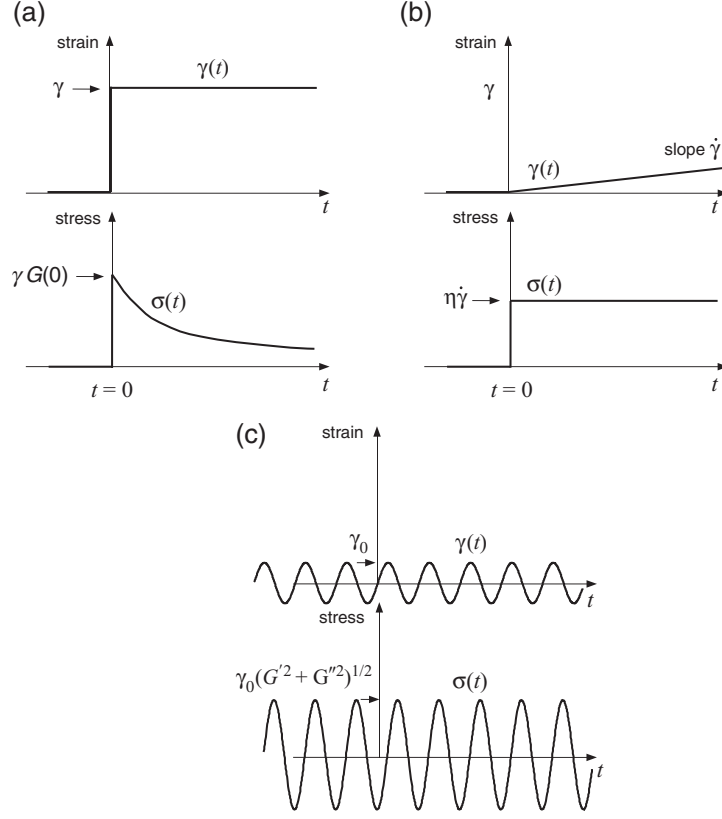 (a)
strain
γ
γ(t)
t
stress
γ G(0)
σ(t)
t
t = 0
(b)
strain
γ
slope γ̇
γ(t)
t
stress
ηγ̇
σ(t)
t
t = 0
(c)
strain
γ₀
γ(t)
t
stress
γ₀(G′² + G″²)¹/²
σ(t)
t